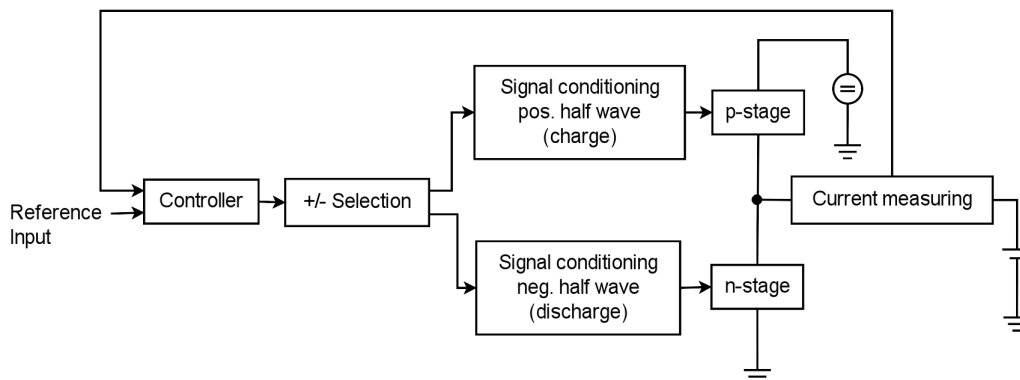 Signal conditioning
pos. half wave
(charge)
p-stage
=
Controller
+/- Selection
Current measuring
Reference
Input
Signal conditioning
neg. half wave
(discharge)
n-stage